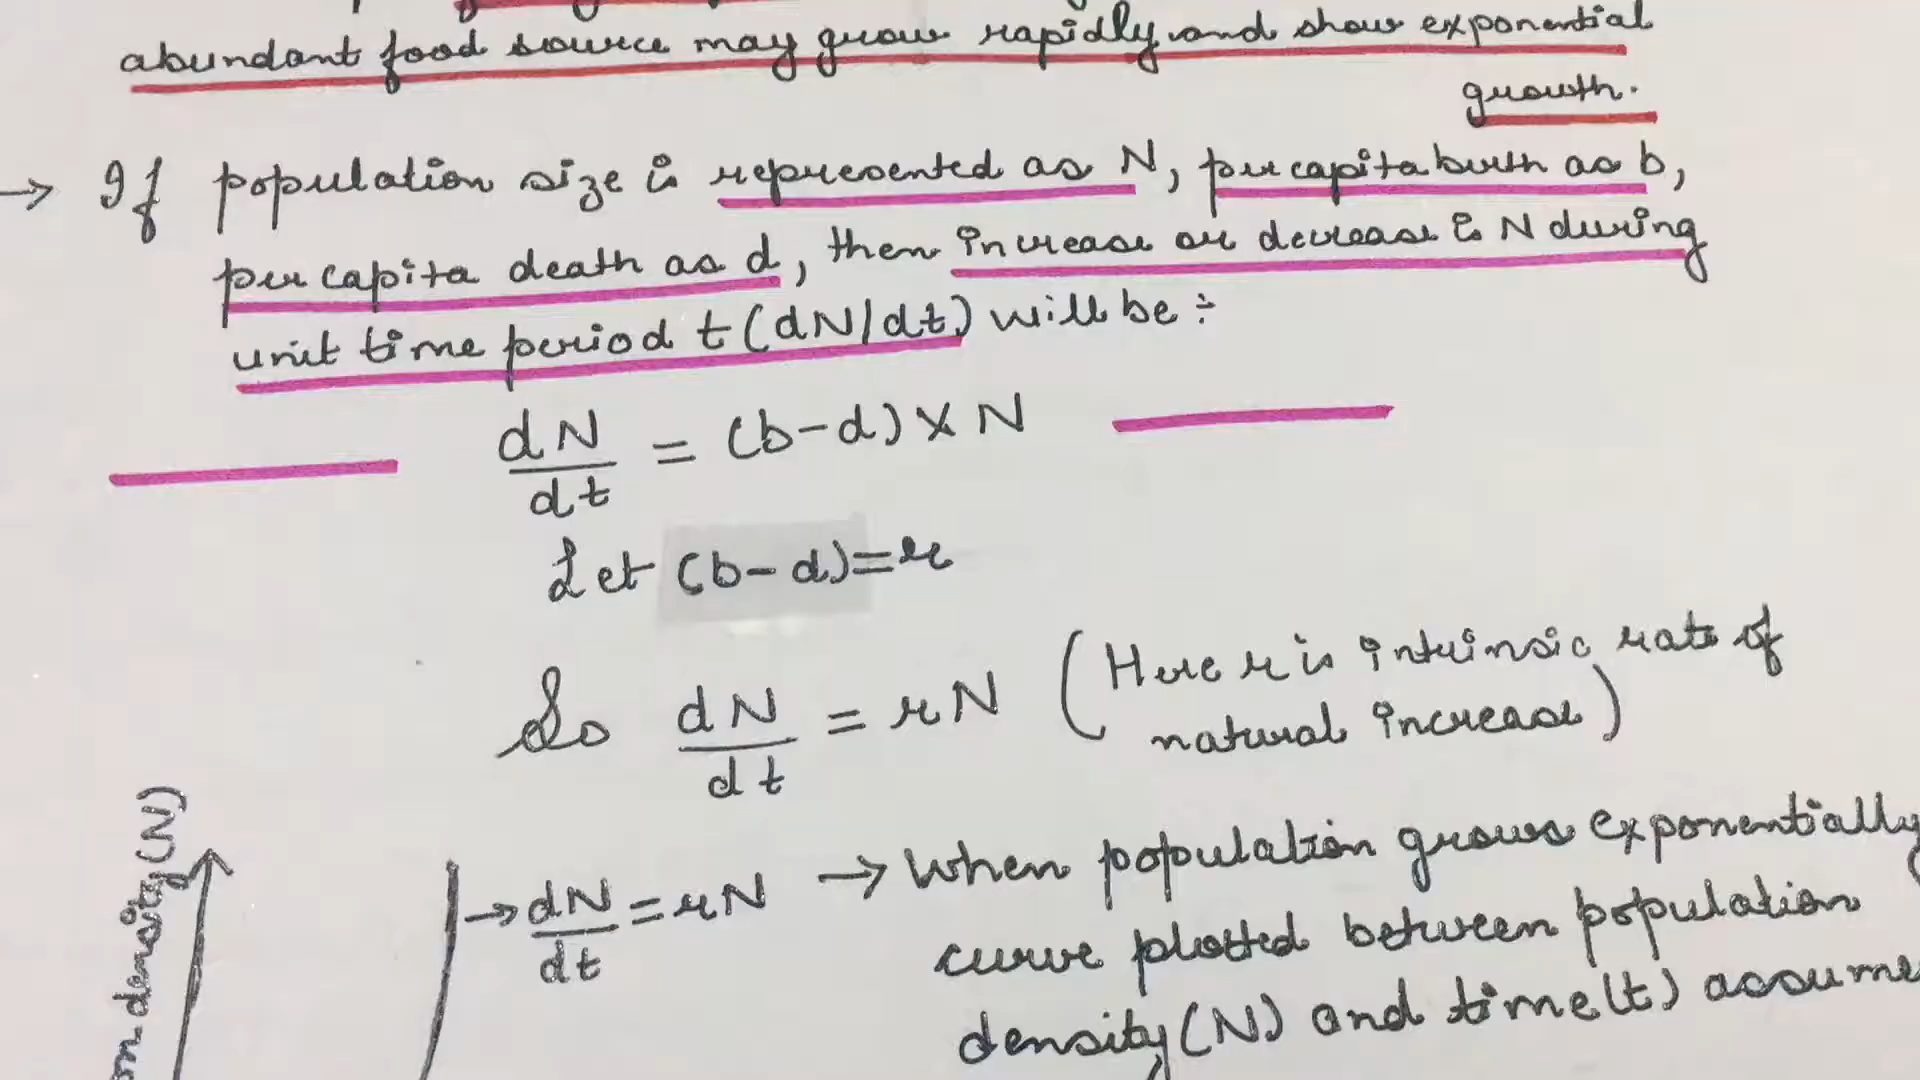 abundant food source may grow rapidly and show exponential
growth.
→ If population size is represented as N, per capita birth as b,
per capita death as d, then increase or decrease is N during
unit time period t (dN/dt) will be :
dN/dt = (b-d) x N
Let (b-d)=r
So dN/dt = rN (Here r is intrinsic rate of
natural increase)
density (N)
→ dN/dt = rN
→ When population grows exponentially
curve plotted between population
density (N) and time (t) assume